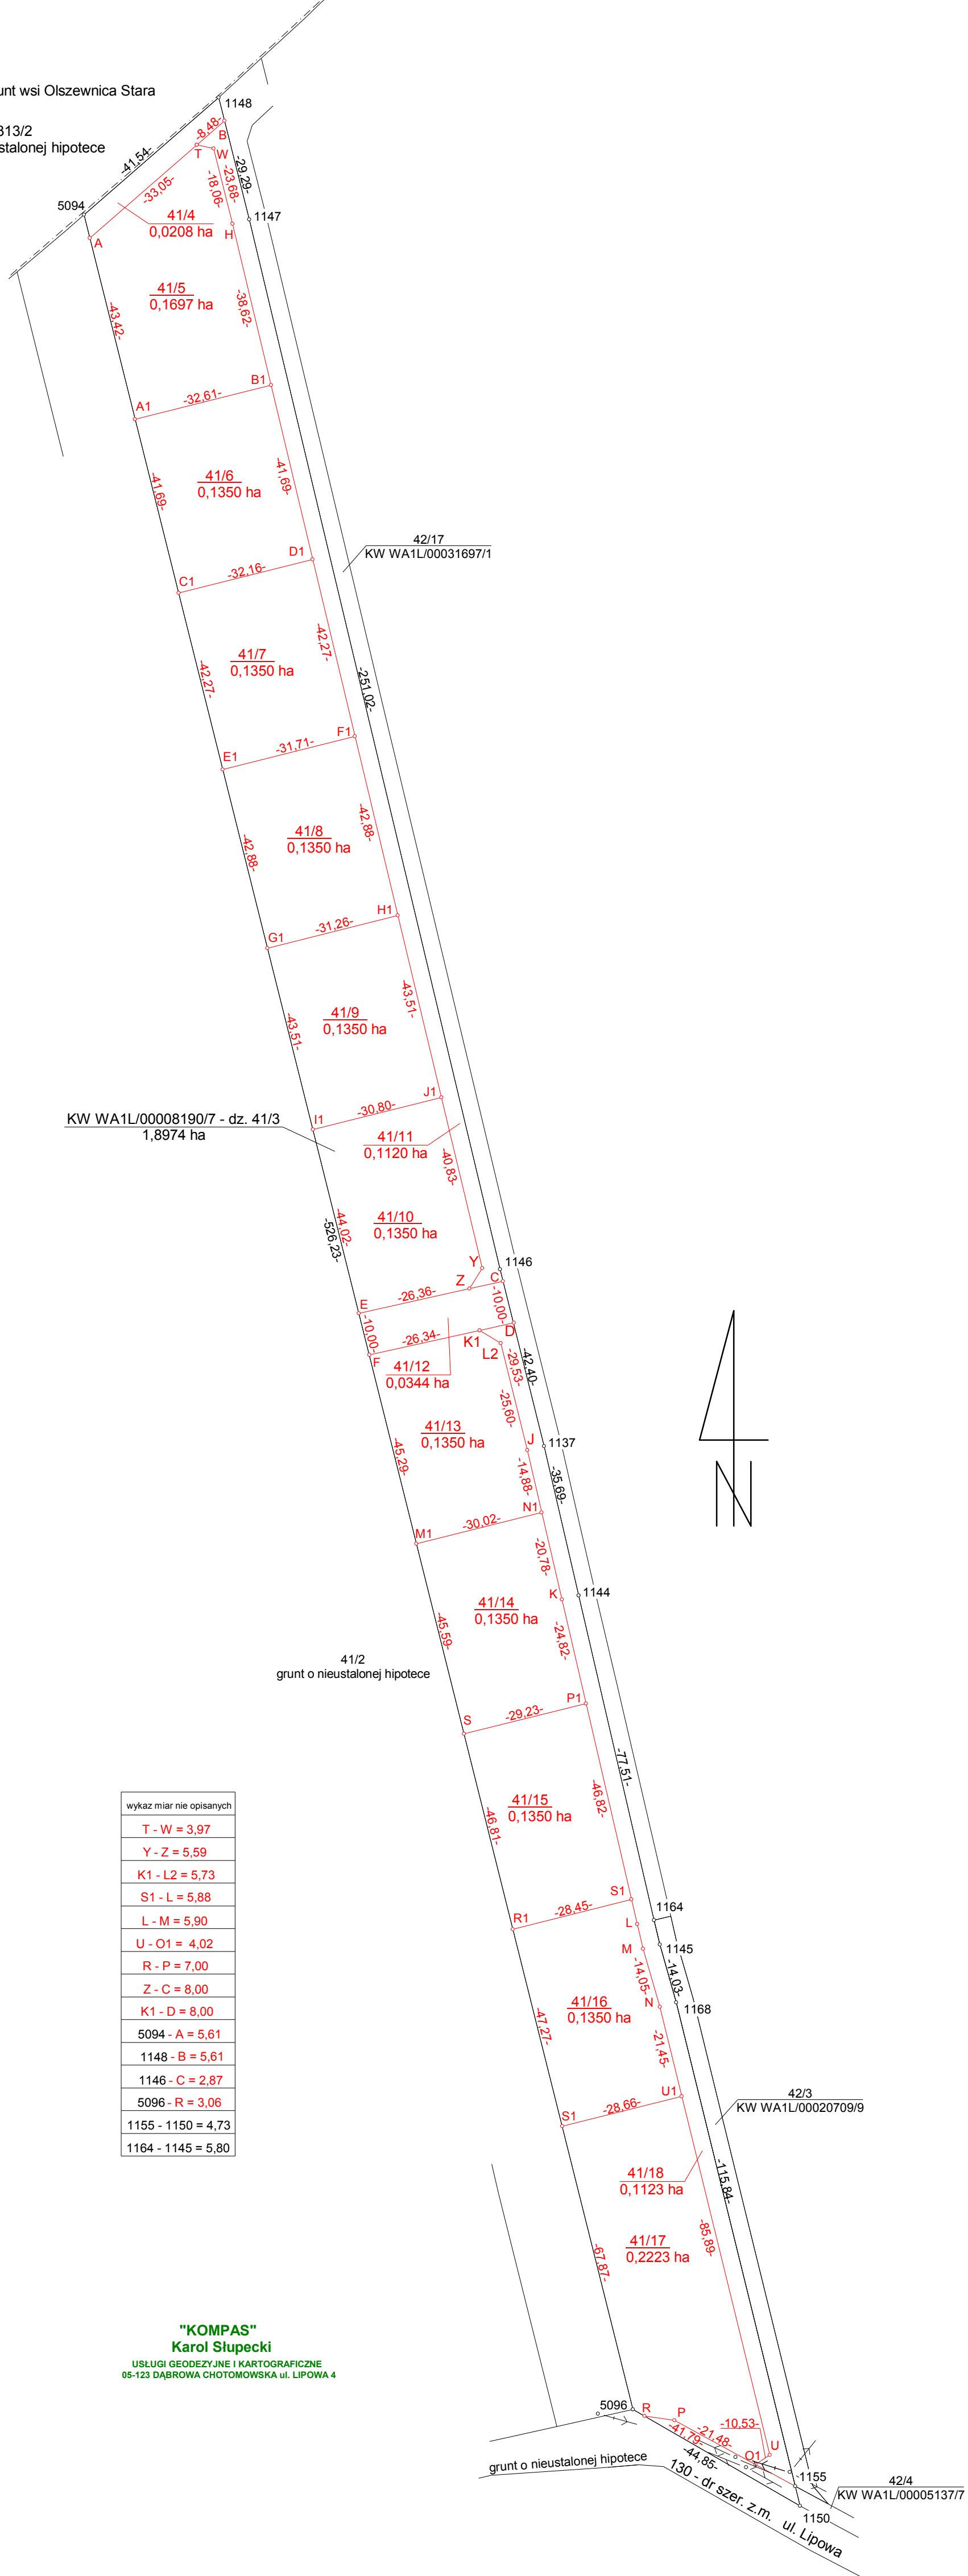 unt wsi Olszewnica Stara
313/2
stalonej hipotece
1148
B
-8,48-
T
W
-41,54-
-33,05-
-18,06-
-23,68-
-29,29-
5094
A
41/4
0,0208 ha
H
1147
41/5
0,1697 ha
-43,42-
-38,62-
B1
-32,61-
A1
41/6
0,1350 ha
-41,69-
-41,69-
42/17
KW WA1L/00031697/1
D1
-32,16-
C1
41/7
0,1350 ha
-42,27-
-42,27-
-251,02-
F1
-31,71-
E1
41/8
0,1350 ha
-42,88-
-42,88-
H1
-31,26-
G1
41/9
0,1350 ha
-43,51-
-43,51-
J1
-30,80-
I1
KW WA1L/00008190/7 - dz. 41/3
1,8974 ha
41/11
0,1120 ha
-40,83-
41/10
0,1350 ha
-44,02-
-526,23-
Y
1146
Z
C
-26,36-
E
-10,00-
-10,00-
D
K1
-26,34-
L2
F
41/12
0,0344 ha
-29,53-
-42,40-
-25,60-
41/13
0,1350 ha
J
1137
-45,29-
-14,88-
-35,69-
N1
-30,02-
M1
-20,78-
K
1144
41/14
0,1350 ha
-45,59-
-24,82-
41/2
grunt o nieustalonej hipotece
P1
-29,23-
S
-77,51-
41/15
0,1350 ha
-46,81-
-46,82-
wykaz miar nie opisanych
T - W = 3,97
Y - Z = 5,59
K1 - L2 = 5,73
S1 - L = 5,88
L - M = 5,90
U - O1 = 4,02
R - P = 7,00
Z - C = 8,00
K1 - D = 8,00
5094 - A = 5,61
1148 - B = 5,61
1146 - C = 2,87
5096 - R = 3,06
1155 - 1150 = 4,73
1164 - 1145 = 5,80
S1
-28,45-
R1
L
1164
M
1145
-14,05-
-14,03-
N
1168
41/16
0,1350 ha
-47,27-
-21,45-
U1
-28,66-
S1
42/3
KW WA1L/00020709/9
41/18
0,1123 ha
-115,84-
41/17
0,2223 ha
-85,89-
-67,87-
"KOMPAS"
Karol Słupecki
USŁUGI GEODEZYJNE I KARTOGRAFICZNE
05-123 DĄBROWA CHOTOMOWSKA ul. LIPOWA 4
5096
R
P
-10,53-
-21,48-
-41,79-
-44,85-
O1
U
grunt o nieustalonej hipotece
130 - dr szer. z.m. ul. Lipowa
1155
42/4
KW WA1L/00005137/7
1150
N